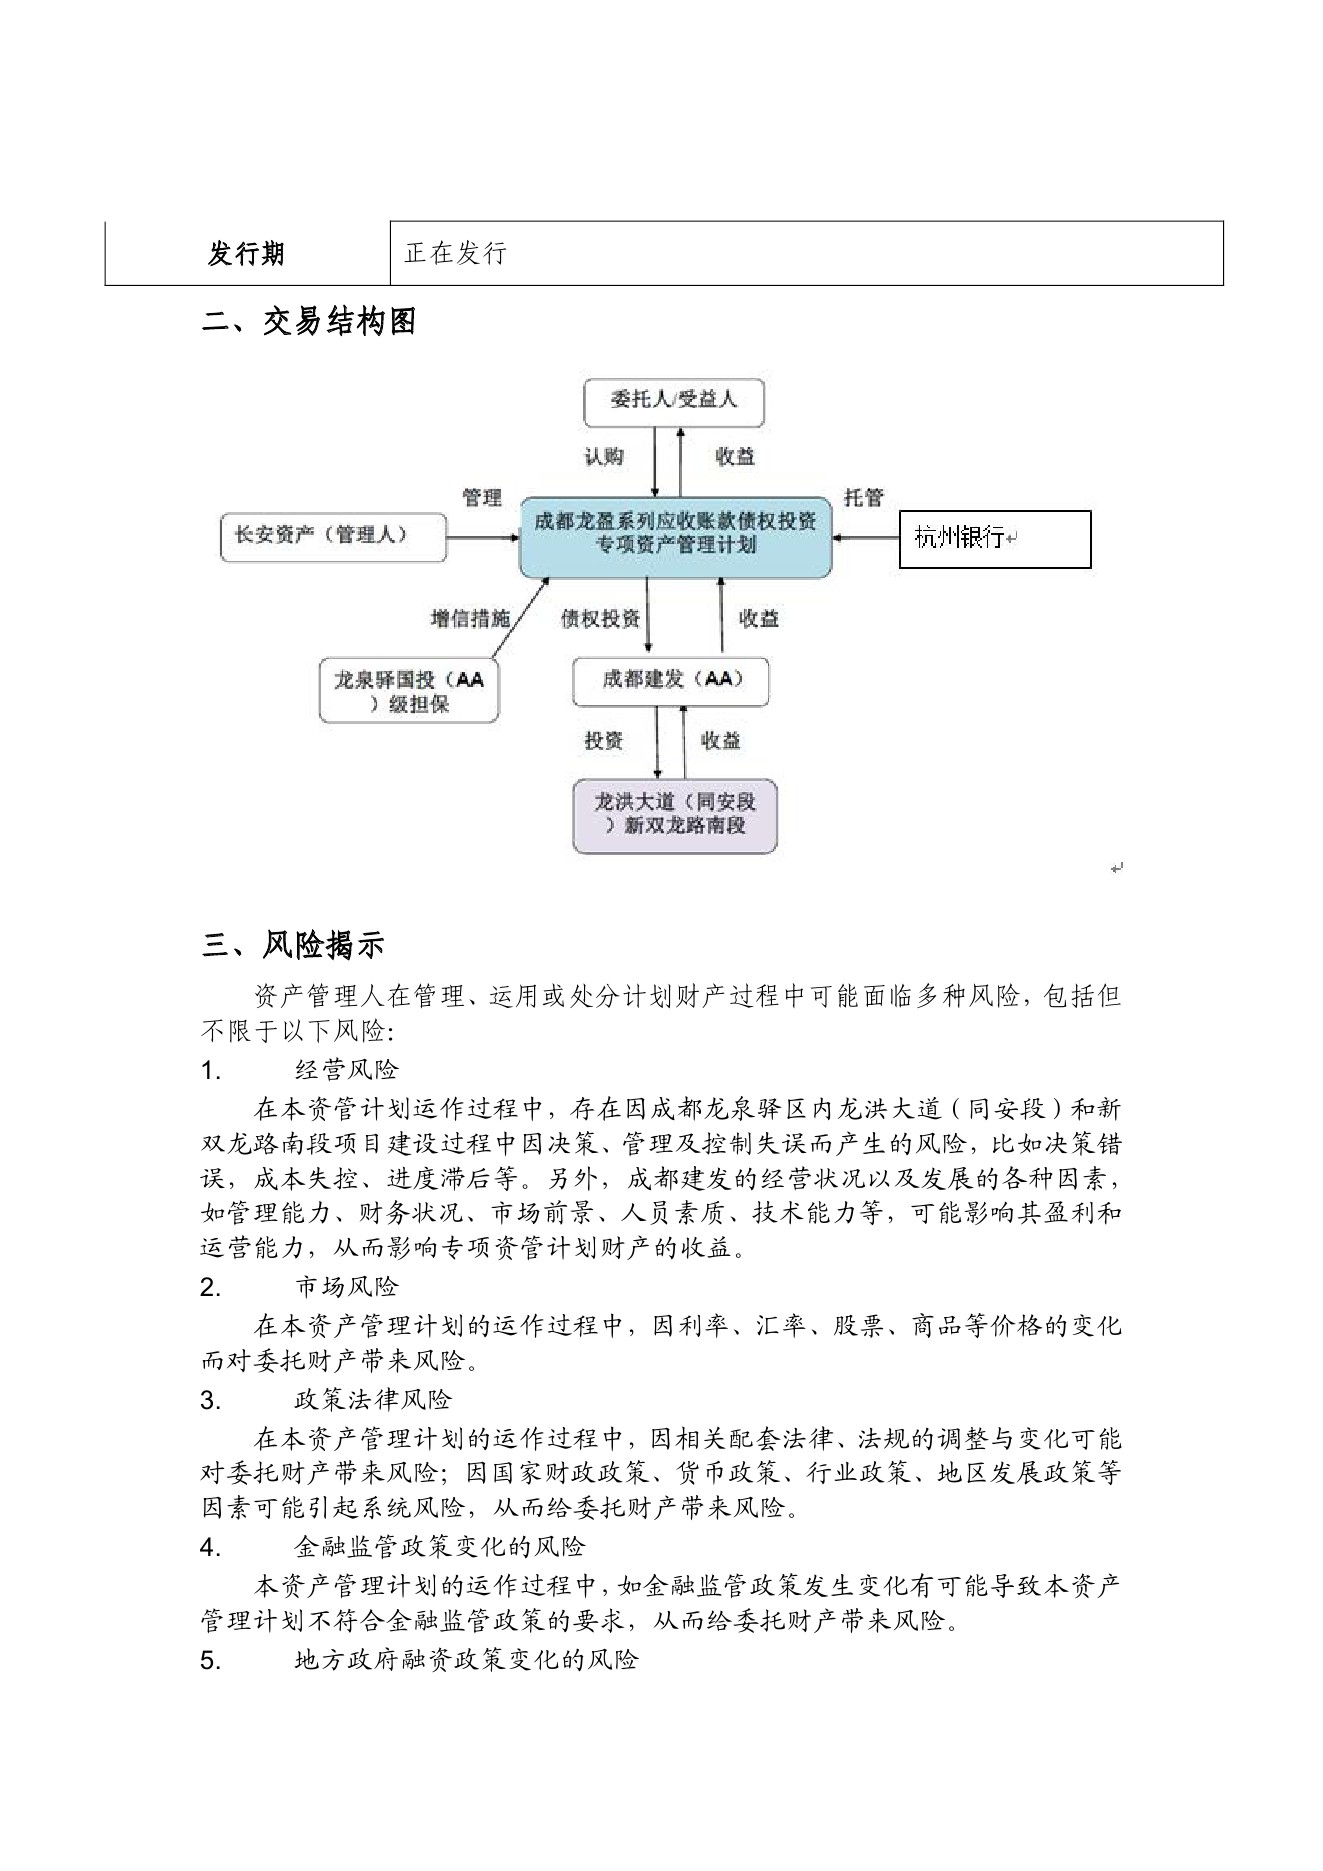 发行期 正在发行
二、交易结构图
委托人/受益人
认购 收益
管理 托管
长安资产（管理人）
成都龙盈系列应收账款债权投资
专项资产管理计划
杭州银行
增信措施 债权投资 收益
龙泉驿国投（AA
）级担保
成都建发（AA）
投资 收益
龙洪大道（同安段
）新双龙路南段
三、风险揭示
资产管理人在管理、运用或处分计划财产过程中可能面临多种风险，包括但
不限于以下风险：
1. 经营风险
在本资管计划运作过程中，存在因成都龙泉驿区内龙洪大道（同安段）和新
双龙路南段项目建设过程中因决策、管理及控制失误而产生的风险，比如决策错
误，成本失控、进度滞后等。另外，成都建发的经营状况以及发展的各种因素，
如管理能力、财务状况、市场前景、人员素质、技术能力等，可能影响其盈利和
运营能力，从而影响专项资管计划财产的收益。
2. 市场风险
在本资产管理计划的运作过程中，因利率、汇率、股票、商品等价格的变化
而对委托财产带来风险。
3. 政策法律风险
在本资产管理计划的运作过程中，因相关配套法律、法规的调整与变化可能
对委托财产带来风险；因国家财政政策、货币政策、行业政策、地区发展政策等
因素可能引起系统风险，从而给委托财产带来风险。
4. 金融监管政策变化的风险
本资产管理计划的运作过程中，如金融监管政策发生变化有可能导致本资产
管理计划不符合金融监管政策的要求，从而给委托财产带来风险。
5. 地方政府融资政策变化的风险